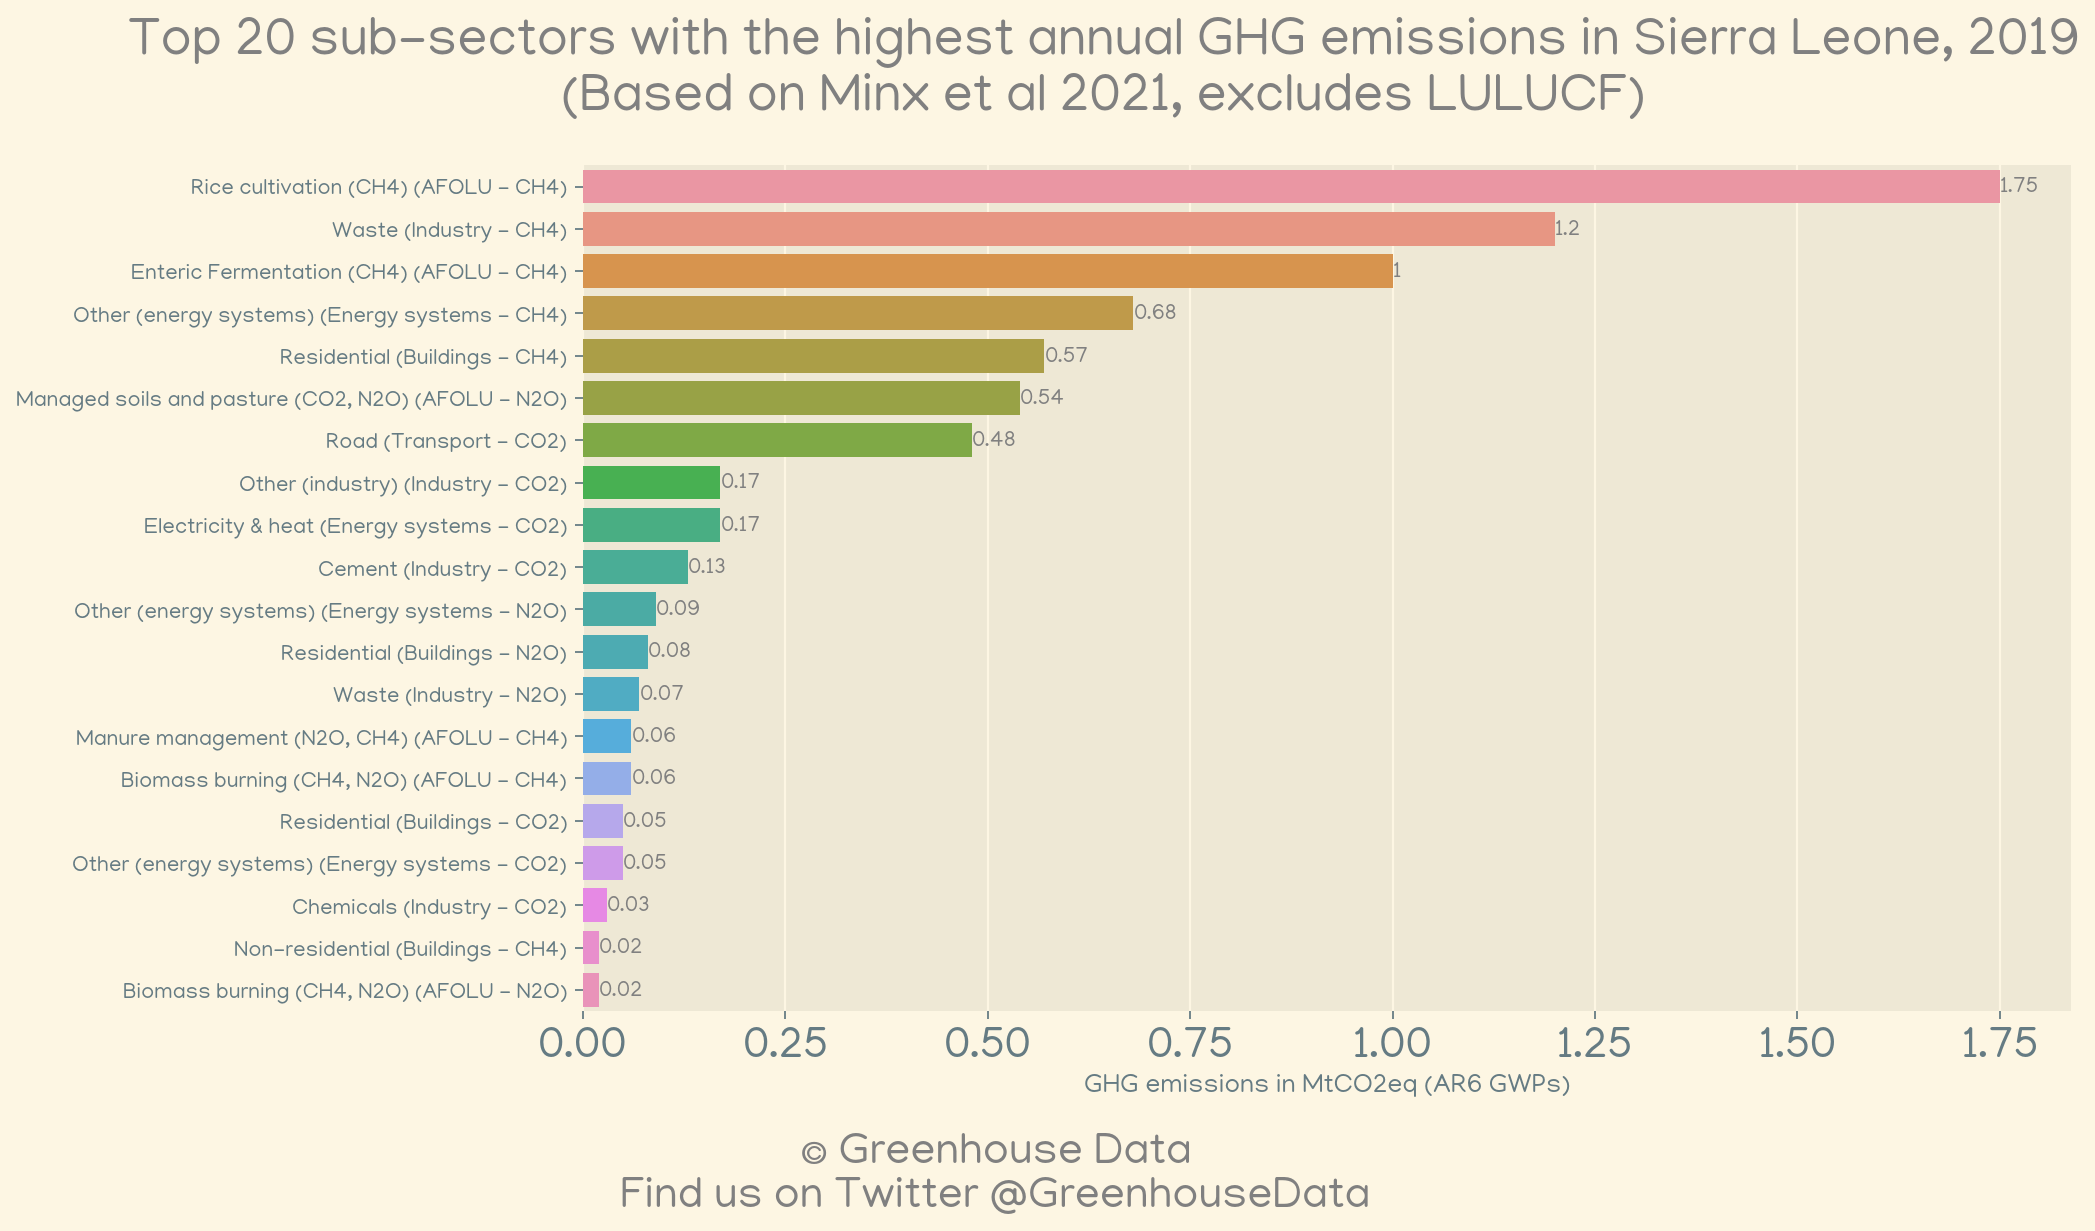 Top 20 sub-sectors with the highest annual GHG emissions in Sierra Leone, 2019
(Based on Minx et al 2021, excludes LULUCF)
Rice cultivation (CH4) (AFOLU - CH4) 1.75
Waste (Industry - CH4) 1.2
Enteric Fermentation (CH4) (AFOLU - CH4) 1
Other (energy systems) (Energy systems - CH4) 0.68
Residential (Buildings - CH4) 0.57
Managed soils and pasture (CO2, N2O) (AFOLU - N2O) 0.54
Road (Transport - CO2) 0.48
Other (industry) (Industry - CO2) 0.17
Electricity & heat (Energy systems - CO2) 0.17
Cement (Industry - CO2) 0.13
Other (energy systems) (Energy systems - N2O) 0.09
Residential (Buildings - N2O) 0.08
Waste (Industry - N2O) 0.07
Manure management (N2O, CH4) (AFOLU - CH4) 0.06
Biomass burning (CH4, N2O) (AFOLU - CH4) 0.06
Residential (Buildings - CO2) 0.05
Other (energy systems) (Energy systems - CO2) 0.05
Chemicals (Industry - CO2) 0.03
Non-residential (Buildings - CH4) 0.02
Biomass burning (CH4, N2O) (AFOLU - N2O) 0.02
0.00 0.25 0.50 0.75 1.00 1.25 1.50 1.75
GHG emissions in MtCO2eq (AR6 GWPs)
© Greenhouse Data
Find us on Twitter @GreenhouseData